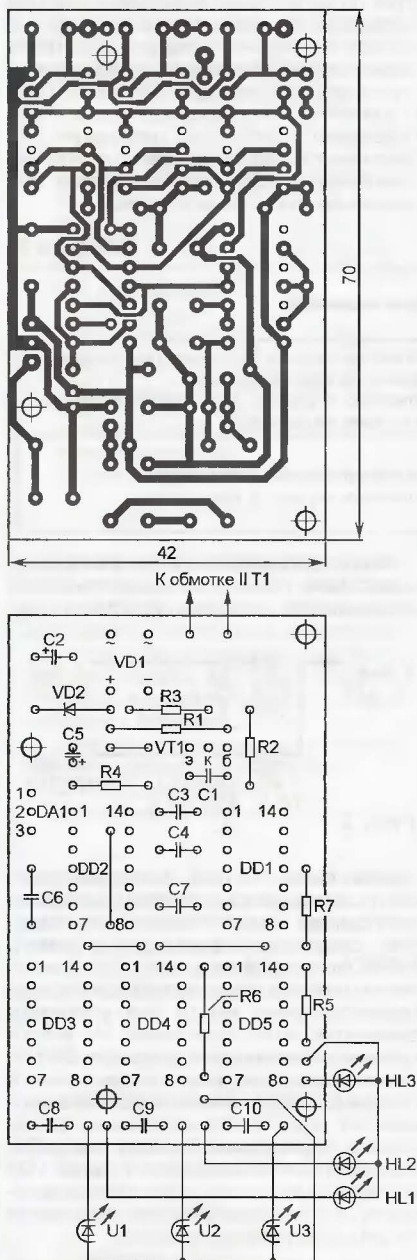 70
42
К обмотке II T1
C2
+
VD1
~
+
−
VD2
R3
R1
C5
+
VT1
э
к
б
R2
R4
C3
C1
1
2
DA1
1
14
1
14
3
C4
DD2
DD1
C6
C7
R7
7
8
7
8
1
14
1
14
1
14
R6
R5
DD3
DD4
DD5
7
8
7
8
7
8
HL3
C8
C9
C10
HL2
HL1
U1
U2
U3